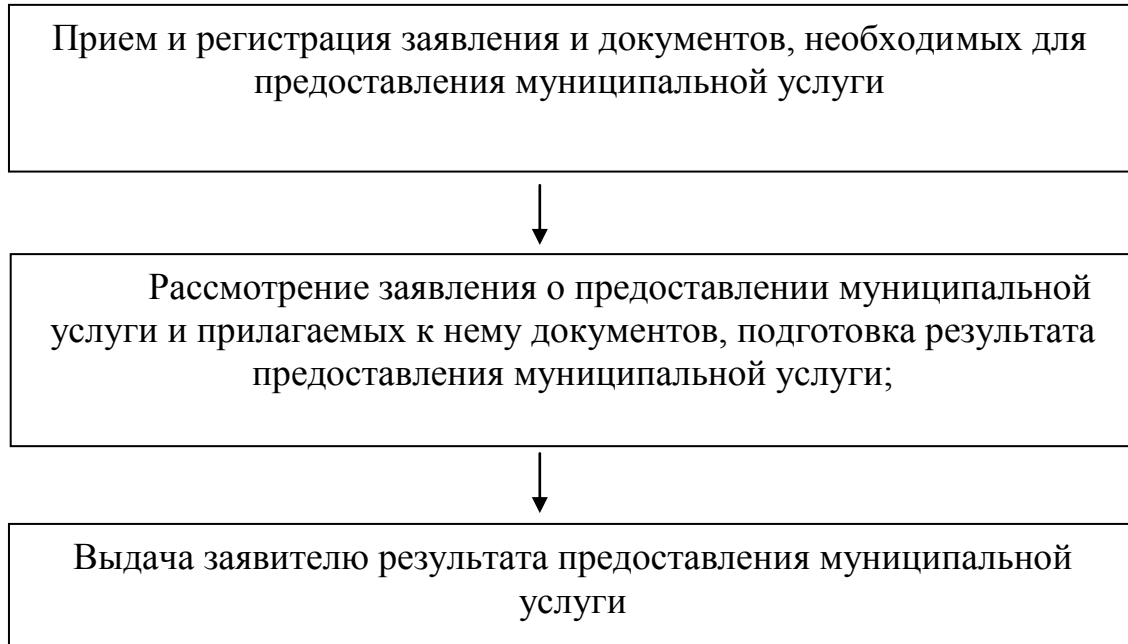 Прием и регистрация заявления и документов, необходимых для
предоставления муниципальной услуги
Рассмотрение заявления о предоставлении муниципальной
услуги и прилагаемых к нему документов, подготовка результата
предоставления муниципальной услуги;
Выдача заявителю результата предоставления муниципальной
услуги